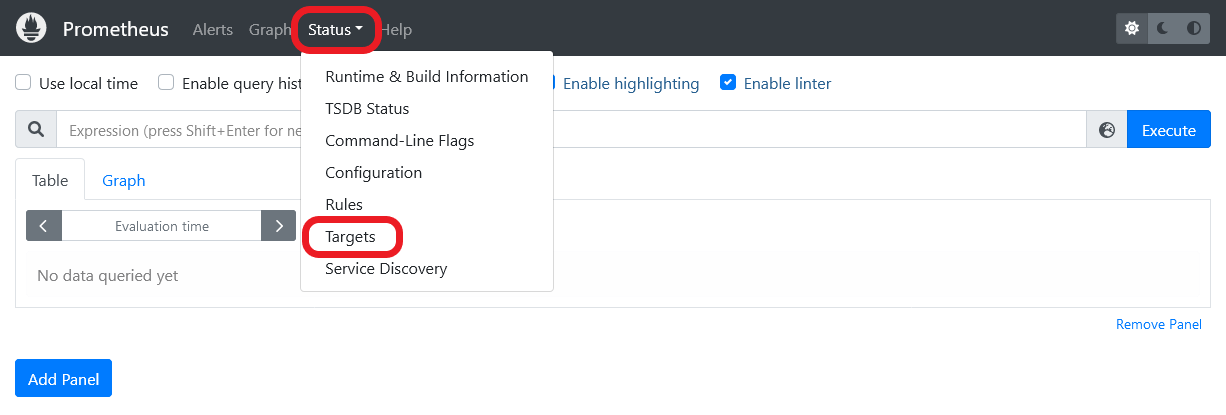 Prometheus Alerts Graph Status Help
Use local time Enable query hist Enable highlighting Enable linter
Runtime & Build Information
TSDB Status
Command-Line Flags
Configuration
Rules
Targets
Service Discovery
Expression (press Shift+Enter for ne Execute
Table Graph
Evaluation time
No data queried yet
Remove Panel
Add Panel